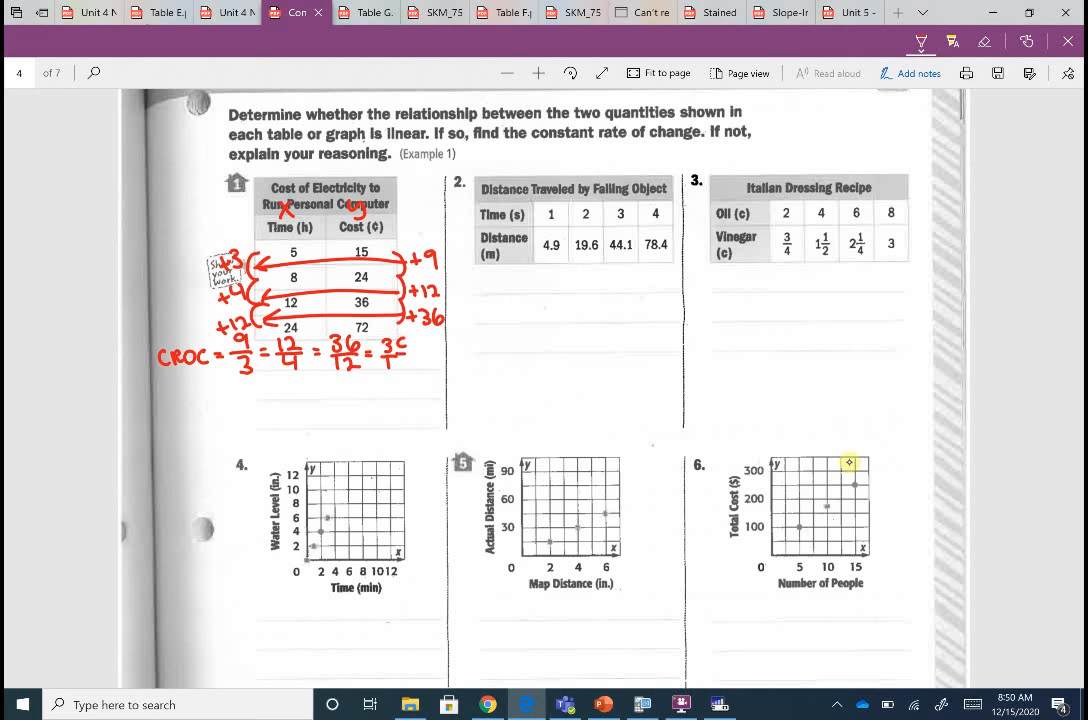 Unit 4 N
Table E.
Unit 4 N
Con
Table G.
SKM_75
Table F.
SKM_75
Can't re
Stained
Slope-In
Unit 5 -
4 of 7
Fit to page
Page view
Read aloud
Add notes
Determine whether the relationship between the two quantities shown in
each table or graph is linear. If so, find the constant rate of change. If not,
explain your reasoning. (Example 1)
1
Cost of Electricity to
Run Personal Computer
x y
Time (h) Cost (¢)
5 15
8 24
12 36
24 72
Show your work.
+3 +9
+4 +12
+12 +36
CROC = 9/3 = 12/4 = 36/12 =
2.
Distance Traveled by Falling Object
Time (s) 1 2 3 4
Distance (m) 4.9 19.6 44.1 78.4
3.
Italian Dressing Recipe
Oil (c) 2 4 6 8
Vinegar (c) 3/4 1 1/2 2 1/4 3
4.
Water Level (in.)
y
12
10
8
6
4
2
x
0 2 4 6 8 10 12
Time (min)
5
Actual Distance (mi)
y
90
60
30
x
0 2 4 6
Map Distance (in.)
6.
Total Cost ($)
y
300
200
100
x
0 5 10 15
Number of People
Type here to search
8:50 AM
12/15/2020
4